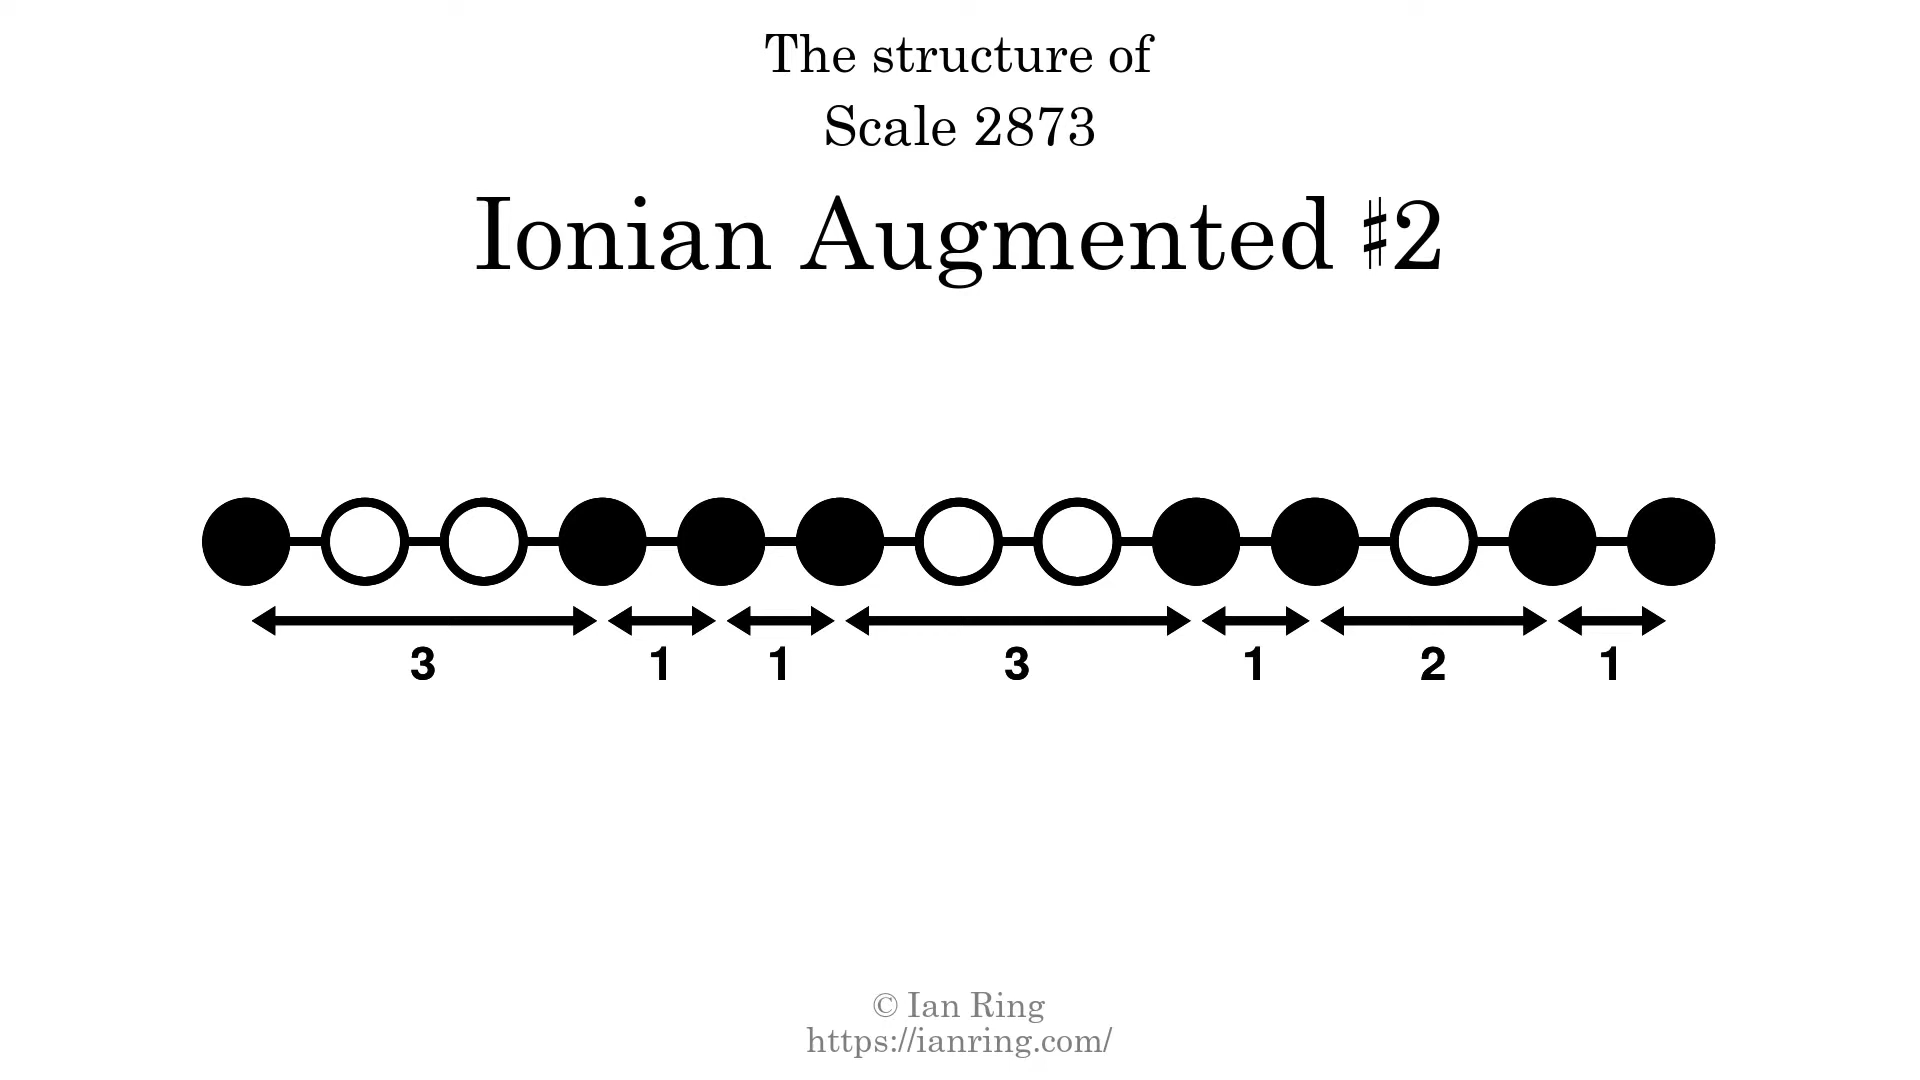 The structure of
Scale 2873
Ionian Augmented ♯2
3 1 1 3 1 2 1
© Ian Ring
https://ianring.com/